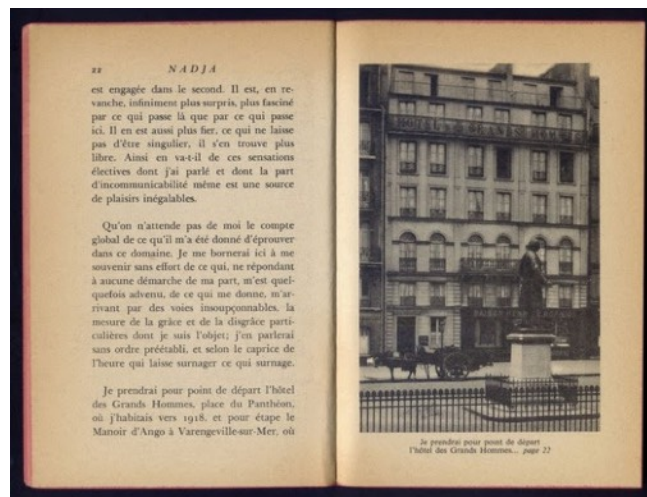 22 NADJA
est engagée dans le second. Il est, en re-
vanche, infiniment plus surpris, plus fasciné
par ce qui passe là que par ce qui passe
ici. Il en est aussi plus fier, ce qui ne laisse
pas d'être singulier, il s'en trouve plus
libre. Ainsi en va-t-il de ces sensations
électives dont j'ai parlé et dont la part
d'incommunicabilité même est une source
de plaisirs inégalables.
Qu'on n'attende pas de moi le compte
global de ce qu'il m'a été donné d'éprouver
dans ce domaine. Je me bornerai ici à me
souvenir sans effort de ce qui, ne répondant
à aucune démarche de ma part, m'est quel-
quefois advenu, de ce qui me donne, m'ar-
rivant par des voies insoupçonnables, la
mesure de la grâce et de la disgrâce parti-
culières dont je suis l'objet; j'en parlerai
sans ordre préétabli, et selon le caprice de
l'heure qui laisse surnager ce qui surnage.
Je prendrai pour point de départ l'hôtel
des Grands Hommes, place du Panthéon,
où j'habitais vers 1918, et pour étape le
Manoir d'Ango à Varengeville-sur-Mer, où
HOTEL DES GRANDS HOMMES
Je prendrai pour point de départ
l'hôtel des Grands Hommes... page 22